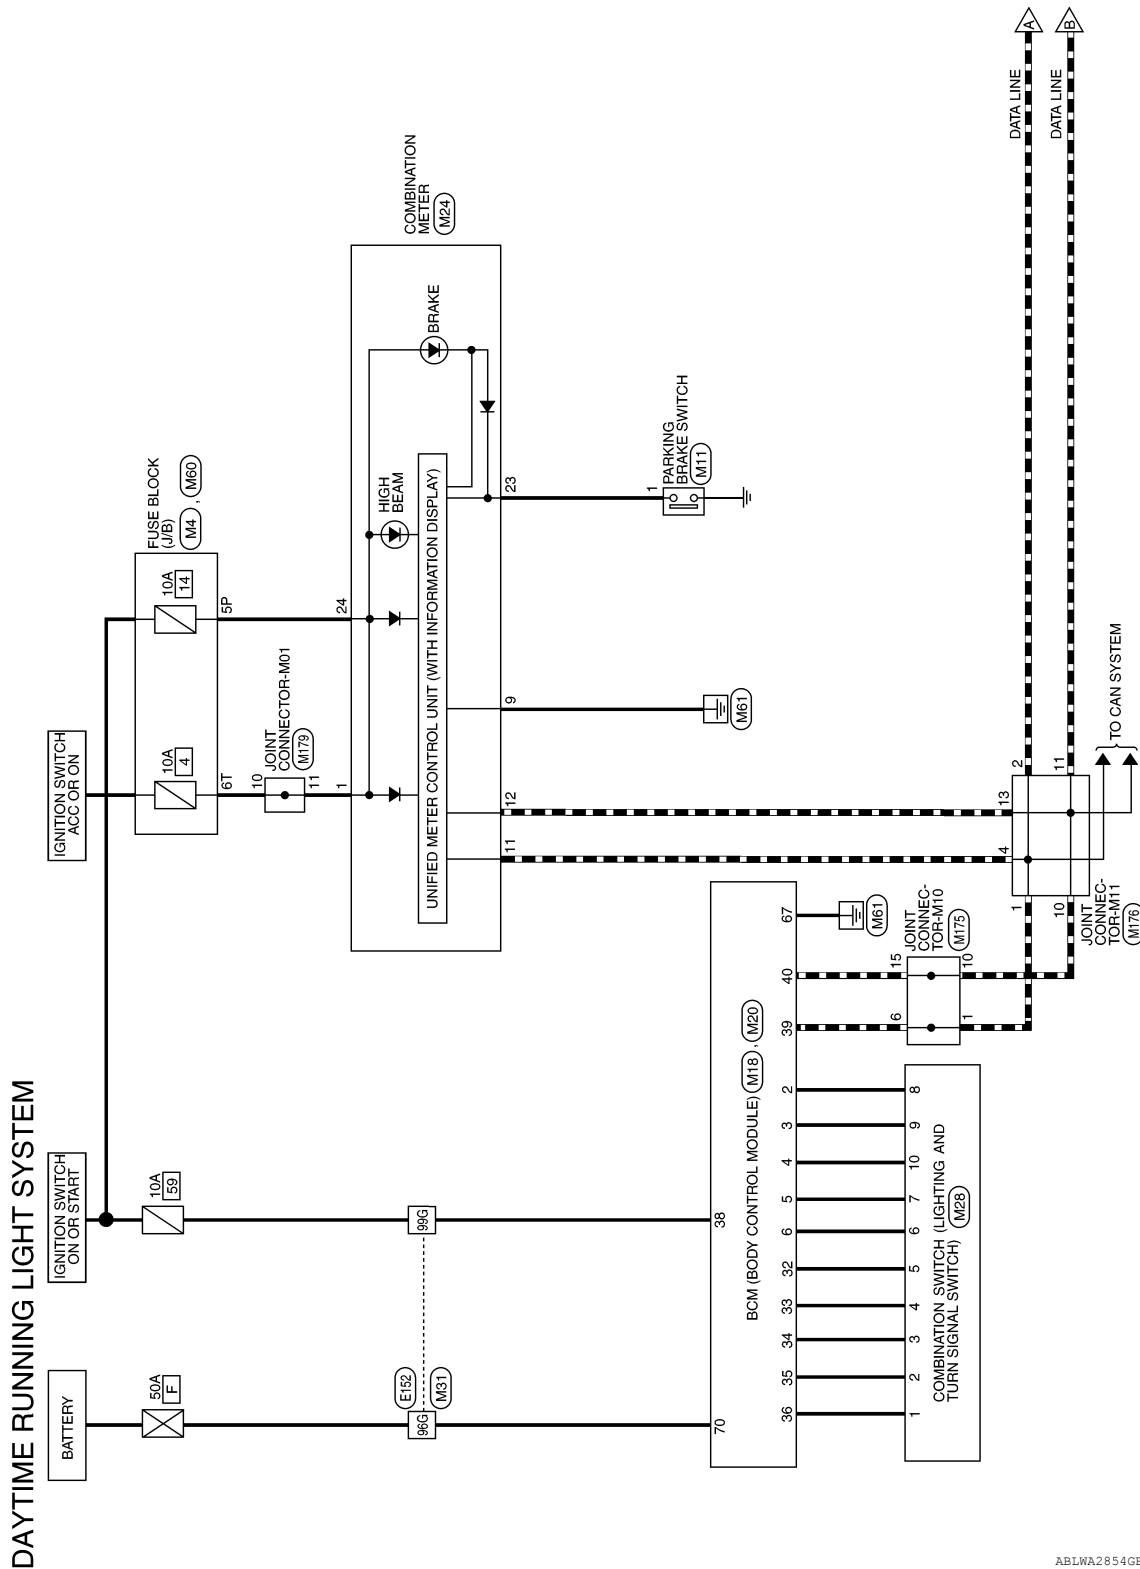 DAYTIME RUNNING LIGHT SYSTEM
BATTERY
IGNITION SWITCH
ON OR START
IGNITION SWITCH
ACC OR ON
50A
F
10A
59
10A
4
10A
14
FUSE BLOCK
(J/B)
M4 , M60
6T
5P
10
JOINT
CONNECTOR-M01
M179
11
E152
96G
M31
99G
1
24
COMBINATION
METER
M24
HIGH
BEAM
BRAKE
UNIFIED METER CONTROL UNIT (WITH INFORMATION DISPLAY)
11
12
9
23
1
PARKING
BRAKE SWITCH
M11
M61
70
38
BCM (BODY CONTROL MODULE) M18 , M20
36
35
34
33
32
6
5
4
3
2
39
40
67
M61
1
2
3
4
5
6
7
10
9
8
COMBINATION SWITCH (LIGHTING AND
TURN SIGNAL SWITCH)
M28
6
15
JOINT
CONNEC-
TOR-M10
M175
1
10
4
13
1
2
10
11
JOINT
CONNEC-
TOR-M11
M176
TO CAN SYSTEM
DATA LINE
A
DATA LINE
B
ABLWA2854GE